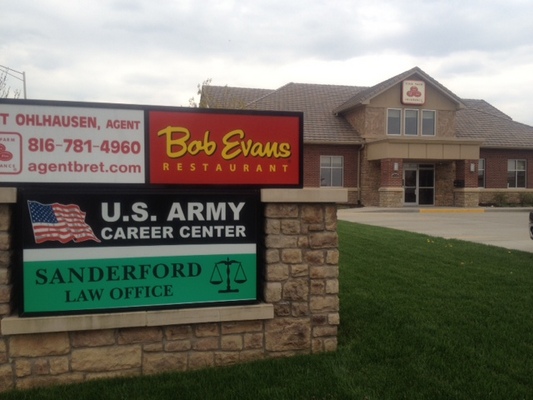 T OHLHAUSEN, AGENT
816-781-4960
agentbret.com
Bob Evans
RESTAURANT
U.S. ARMY
CAREER CENTER
SANDERFORD
LAW OFFICE